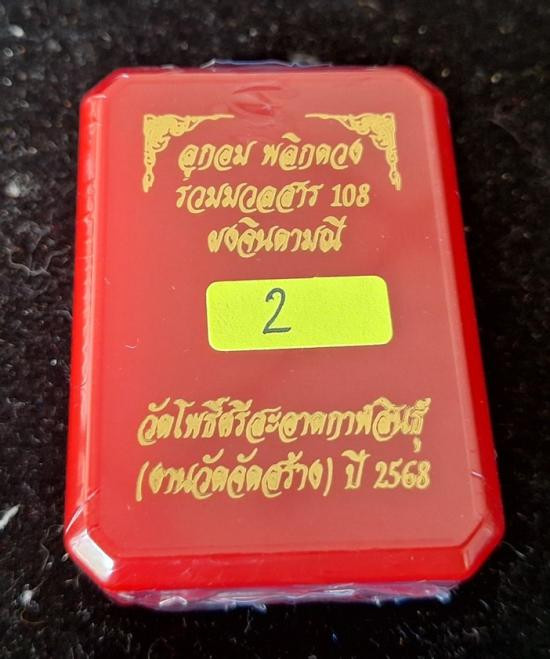 ลูกอม พลิกดวง
รวมมวลสาร 108
ผงจินดามณี
2
วัดโพธิ์ศรีสะอาดกาฬสินธุ์
(งานวัดจัดสร้าง) ปี 2568